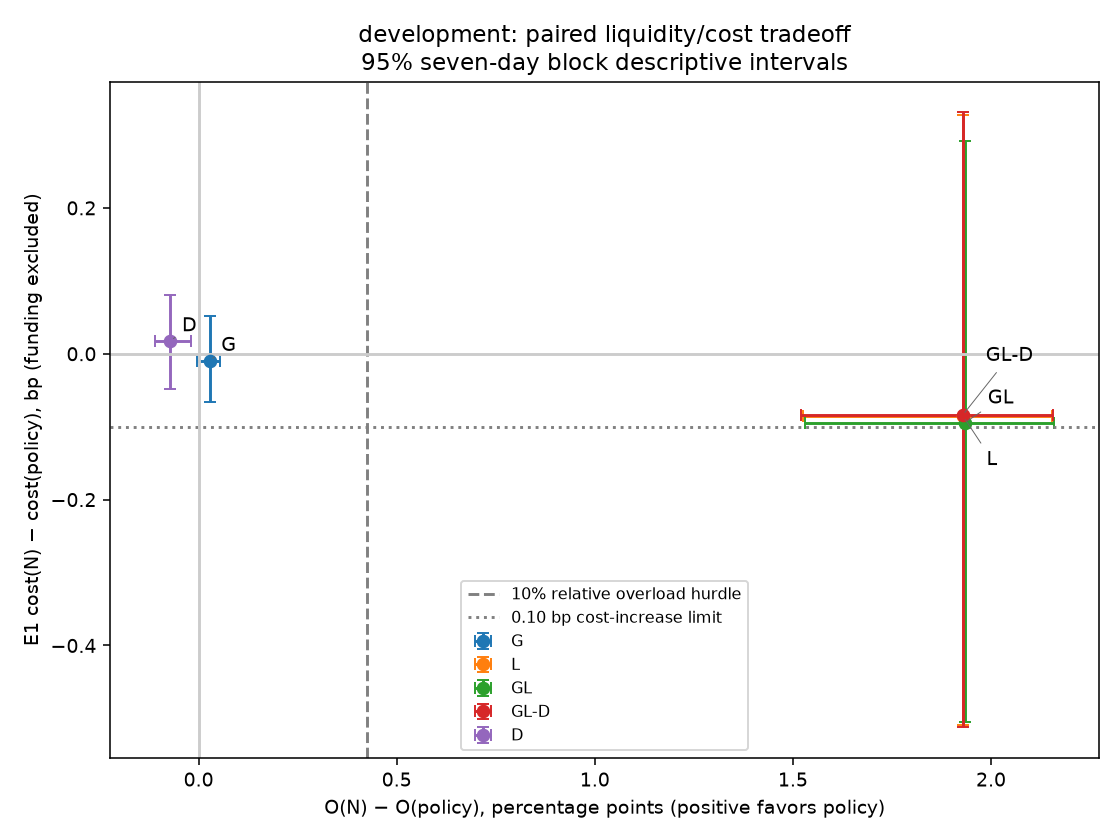 development: paired liquidity/cost tradeoff
95% seven-day block descriptive intervals
E1 cost(N) − cost(policy), bp (funding excluded)
0.2
0.0
−0.2
−0.4
D
G
GL-D
GL
L
10% relative overload hurdle
0.10 bp cost-increase limit
G
L
GL
GL-D
D
0.0
0.5
1.0
1.5
2.0
O(N) − O(policy), percentage points (positive favors policy)